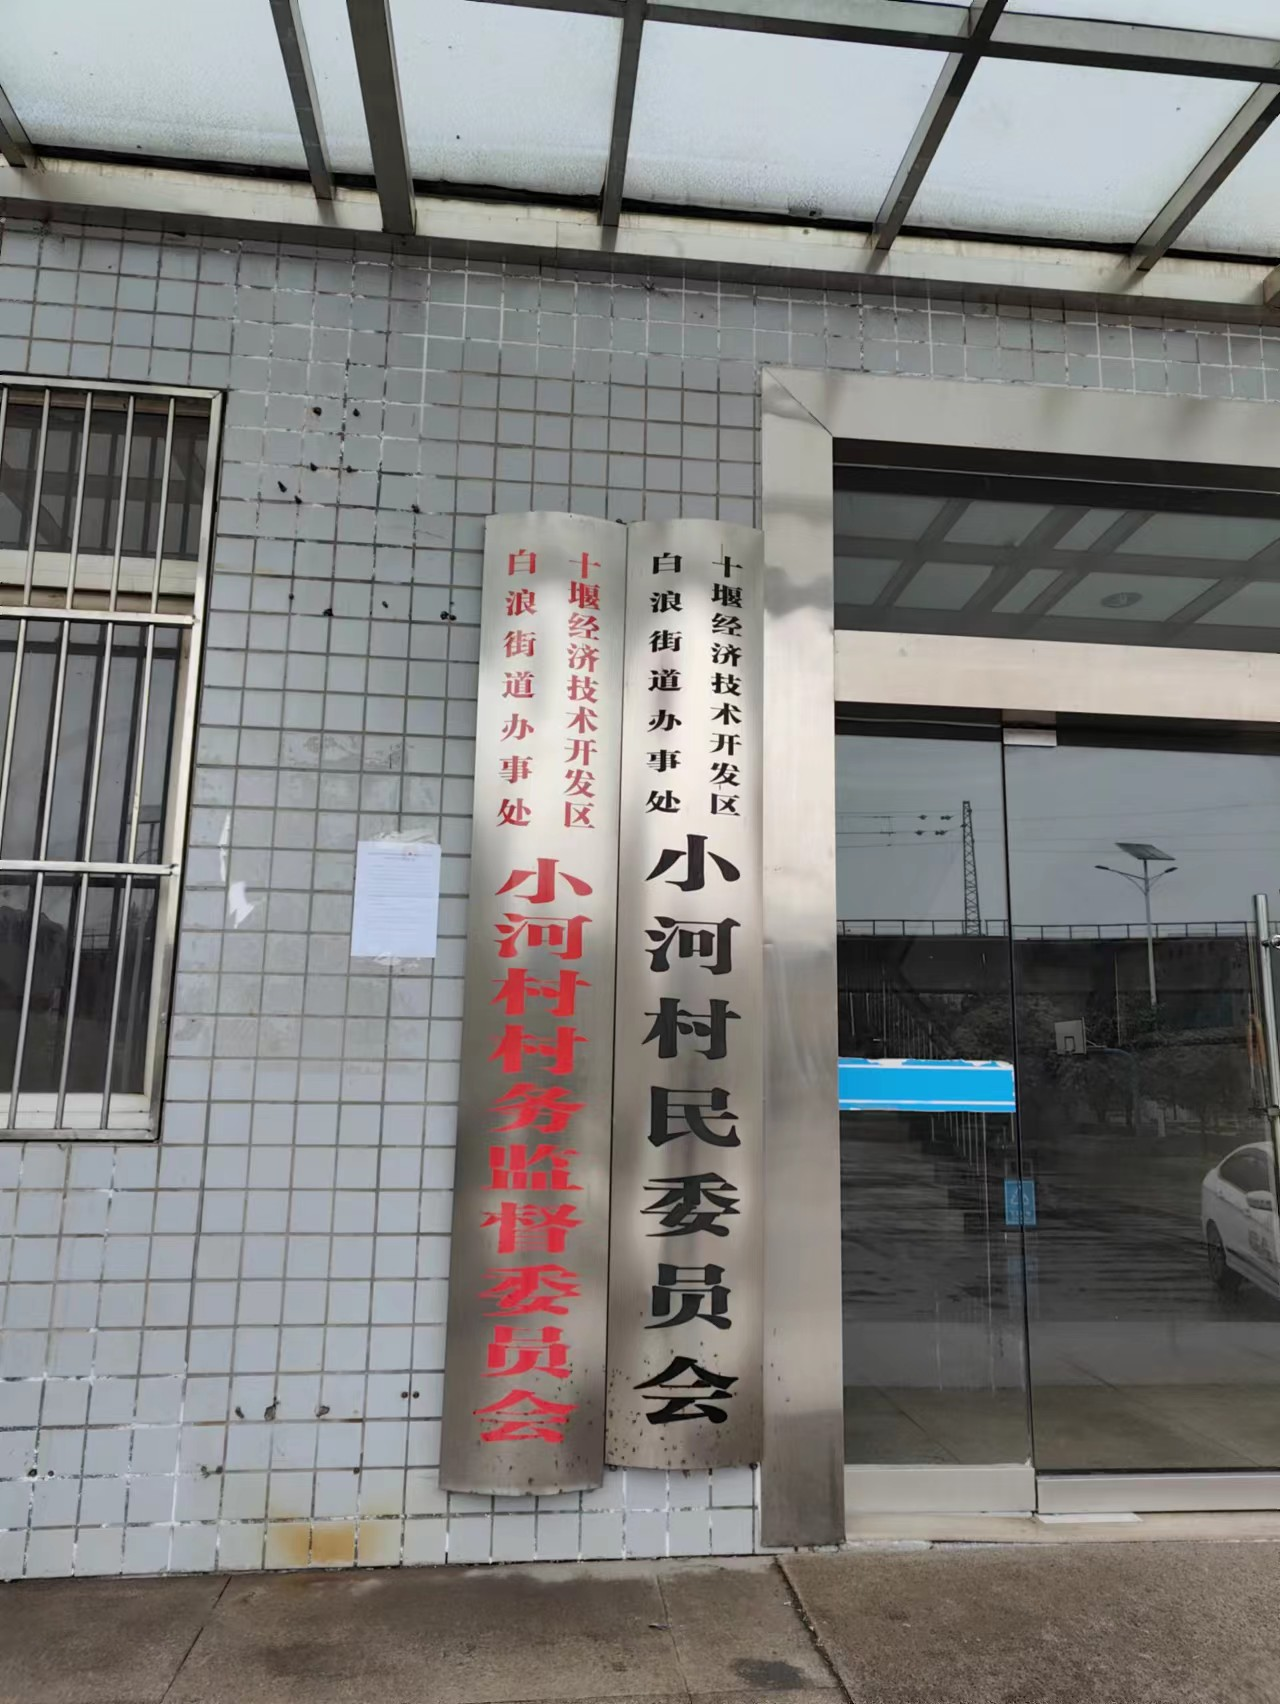 十堰经济技术开发区
白浪街道办事处
小河村民委员会
十堰经济技术开发区
白浪街道办事处
小河村村务监督委员会